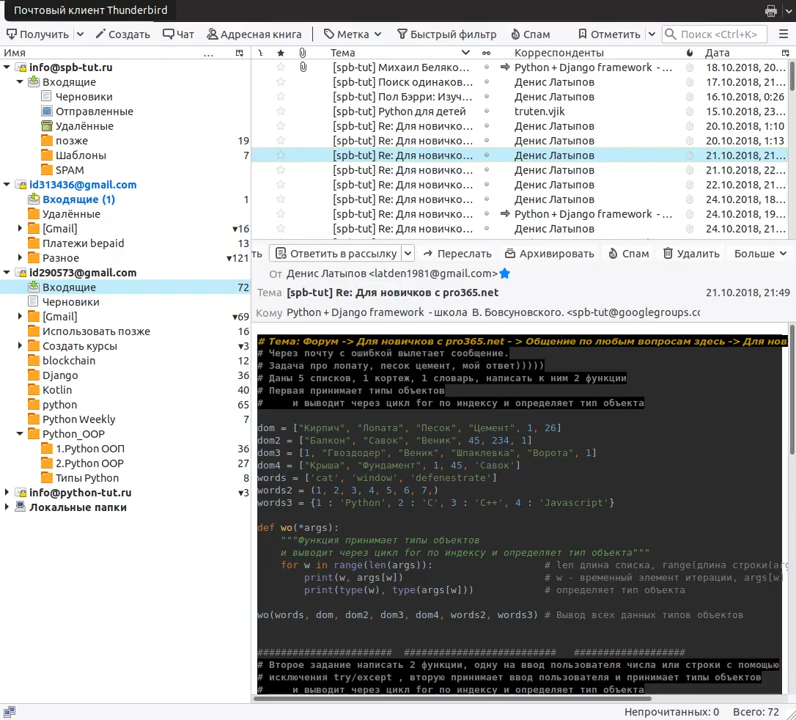 Почтовый клиент Thunderbird
Получить Создать Чат Адресная книга Метка Быстрый фильтр Спам Отметить Поиск <Ctrl+K>
Имя ...
info@spb-tut.ru
Входящие
Черновики
Отправленные
Удалённые
позже 19
Шаблоны 7
SPAM
id313436@gmail.com
Входящие (1) 1
Удалённые
[Gmail] ▾16
Платежи bepaid 13
Разное ▾121
id290573@gmail.com
Входящие 72
Черновики
[Gmail] ▾69
Использовать позже 16
Создать курсы ▾3
blockchain 12
Django 36
Kotlin 40
python 65
Python Weekly 7
Python_OOP
1.Python ООП 36
2.Python OOP 27
Типы Python 8
info@python-tut.ru ▾3
Локальные папки
Тема Корреспонденты Дата
[spb-tut] Михаил Беляко... Python + Django framework - ... 18.10.2018, 20...
[spb-tut] Поиск одинаков... Денис Латыпов 17.10.2018, 21...
[spb-tut] Пол Бэрри: Изуч... Денис Латыпов 16.10.2018, 0:26
[spb-tut] Python для детей truten.vjik 15.10.2018, 23...
[spb-tut] Re: Для новичко... Денис Латыпов 20.10.2018, 1:10
[spb-tut] Re: Для новичко... Денис Латыпов 20.10.2018, 1:13
[spb-tut] Re: Для новичко... Денис Латыпов 21.10.2018, 21...
[spb-tut] Re: Для новичко... Денис Латыпов 21.10.2018, 22...
[spb-tut] Re: Для новичко... Денис Латыпов 22.10.2018, 21...
[spb-tut] Re: Для новичко... Денис Латыпов 24.10.2018, 18...
[spb-tut] Re: Для новичко... Python + Django framework - ... 24.10.2018, 19...
[spb-tut] Re: Для новичко... Денис Латыпов 24.10.2018, 21...
ть Ответить в рассылку Переслать Архивировать Спам Удалить Больше
От Денис Латыпов <latden1981@gmail.com>
Тема [spb-tut] Re: Для новичков с pro365.net 21.10.2018, 21:49
Кому Python + Django framework - школа В. Бовсуновского. <spb-tut@googlegroups.cc
# Тема: Форум -> Для новичков с pro365.net - > Общение по любым вопросам здесь -> Для нов
# Через почту с ошибкой вылетает сообщение.
# Задача про лопату, песок цемент, мой ответ)))))
# Даны 5 списков, 1 кортеж, 1 словарь, написать к ним 2 функции
# Первая принимает типы объектов
# и выводит через цикл for по индексу и определяет тип объекта
dom = ["Кирпич", "Лопата", "Песок", "Цемент", 1, 26]
dom2 = ["Балкон", "Савок", "Веник", 45, 234, 1]
dom3 = [1, "Гвоздодер", "Веник", "Шпаклевка", "Ворота", 1]
dom4 = ["Крыша", "Фундамент", 1, 45, 'Савок']
words = ['cat', 'window', 'defenestrate']
words2 = (1, 2, 3, 4, 5, 6, 7,)
words3 = {1 : 'Python', 2 : 'C', 3 : 'C++', 4 : 'Javascript'}
def wo(*args):
"""Функция принимает типы объектов
и выводит через цикл for по индексу и определяет тип объекта"""
for w in range(len(args)): # len длина списка, range(длина строки(arg
print(w, args[w]) # w - временный элемент итерации, args[w
print(type(w), type(args[w])) # определяет тип объекта
wo(words, dom, dom2, dom3, dom4, words2, words3) # Вывод всех данных типов объектов
####################### ########################## ###################
# Второе задание написать 2 функции, одну на ввод пользователя числа или строки с помощью
# исключения try/except , вторую принимает ввод пользователя и принимает типы объектов
# и выводит через цикл for по индексу и определяет тип объекта
Непрочитанных: 0 Всего: 72